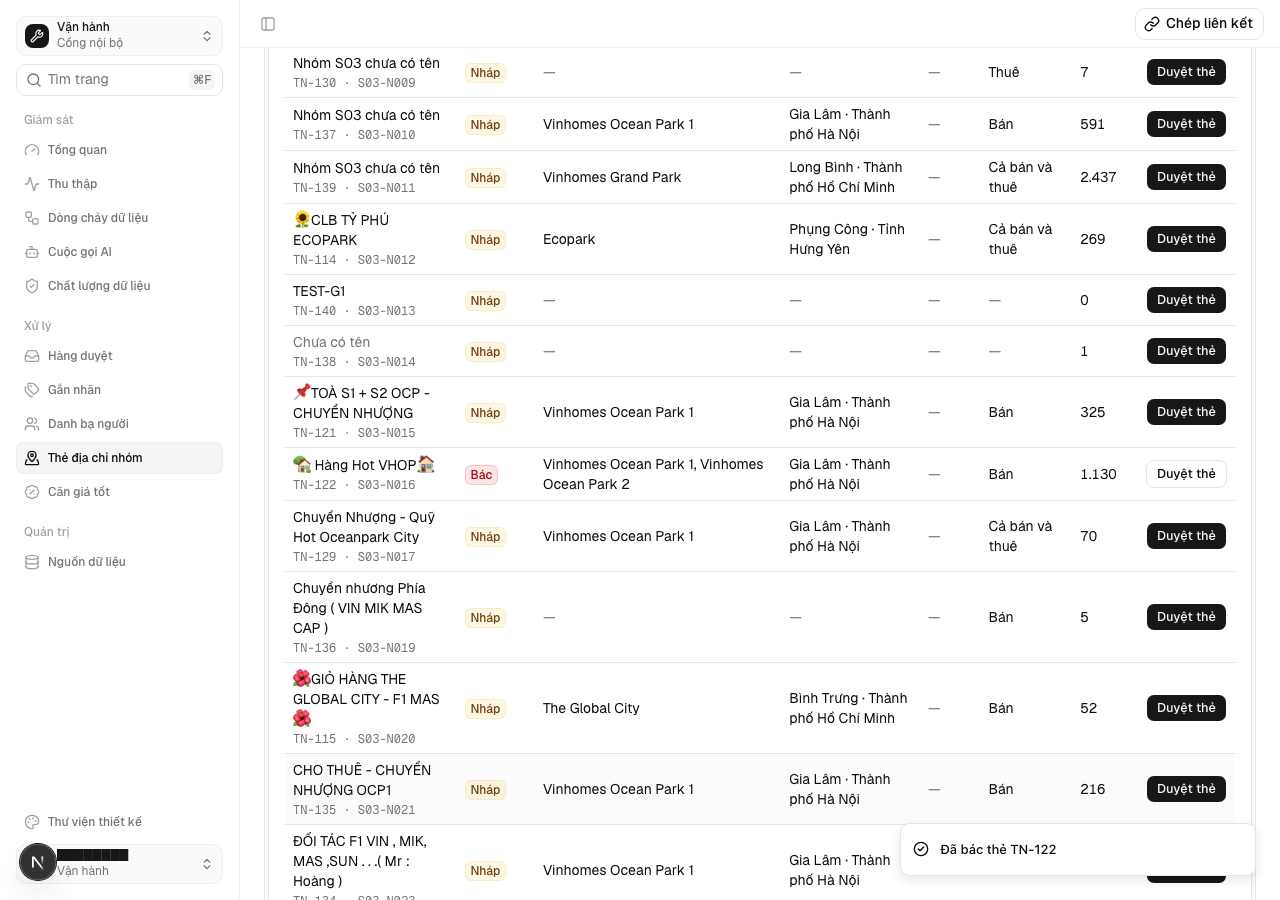 Vận hành
Cổng nội bộ
Tìm trang
⌘F
Giám sát
Tổng quan
Thu thập
Dòng chảy dữ liệu
Cuộc gọi AI
Chất lượng dữ liệu
Xử lý
Hàng duyệt
Gắn nhãn
Danh bạ người
Thẻ địa chỉ nhóm
Căn giá tốt
Quản trị
Nguồn dữ liệu
Thư viện thiết kế
N
Vận hành
Chép liên kết
Nhóm S03 chưa có tên
TN-130 · S03-N009
Nháp — — — Thuê 7 Duyệt thẻ
Nhóm S03 chưa có tên
TN-137 · S03-N010
Nháp Vinhomes Ocean Park 1
Gia Lâm · Thành
phố Hà Nội
— Bán 591 Duyệt thẻ
Nhóm S03 chưa có tên
TN-139 · S03-N011
Nháp Vinhomes Grand Park
Long Bình · Thành
phố Hồ Chí Minh
—
Cả bán và
thuê
2.437 Duyệt thẻ
🌻CLB TỶ PHÚ
ECOPARK
TN-114 · S03-N012
Nháp Ecopark
Phụng Công · Tỉnh
Hưng Yên
—
Cả bán và
thuê
269 Duyệt thẻ
TEST-G1
TN-140 · S03-N013
Nháp — — — — 0 Duyệt thẻ
Chưa có tên
TN-138 · S03-N014
Nháp — — — — 1 Duyệt thẻ
📌TOÀ S1 + S2 OCP -
CHUYỂN NHƯỢNG
TN-121 · S03-N015
Nháp Vinhomes Ocean Park 1
Gia Lâm · Thành
phố Hà Nội
— Bán 325 Duyệt thẻ
🏡 Hàng Hot VHOP🏠
TN-122 · S03-N016
Bác
Vinhomes Ocean Park 1, Vinhomes
Ocean Park 2
Gia Lâm · Thành
phố Hà Nội
— Bán 1.130 Duyệt thẻ
Chuyển Nhượng - Quỹ
Hot Oceanpark City
TN-129 · S03-N017
Nháp Vinhomes Ocean Park 1
Gia Lâm · Thành
phố Hà Nội
—
Cả bán và
thuê
70 Duyệt thẻ
Chuyển nhương Phía
Đông ( VIN MIK MAS
CAP )
TN-136 · S03-N019
Nháp — — — Bán 5 Duyệt thẻ
🌺GIỎ HÀNG THE
GLOBAL CITY - F1 MAS
🌺
TN-115 · S03-N020
Nháp The Global City
Bình Trưng · Thành
phố Hồ Chí Minh
— Bán 52 Duyệt thẻ
CHO THUÊ - CHUYỂN
NHƯỢNG OCP1
TN-135 · S03-N021
Nháp Vinhomes Ocean Park 1
Gia Lâm · Thành
phố Hà Nội
— Bán 216 Duyệt thẻ
ĐỐI TÁC F1 VIN , MIK,
MAS ,SUN . . .( Mr :
Hoàng )
Nháp Vinhomes Ocean Park 1
Gia Lâm · Thành
phố Hà Nội
Đã bác thẻ TN-122